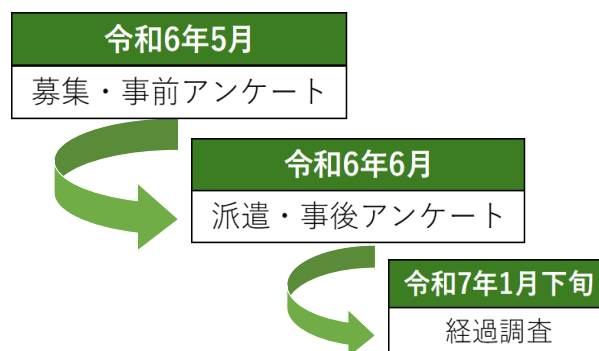 令和6年5月
募集・事前アンケート
令和6年6月
派遣・事後アンケート
令和7年1月下旬
経過調査